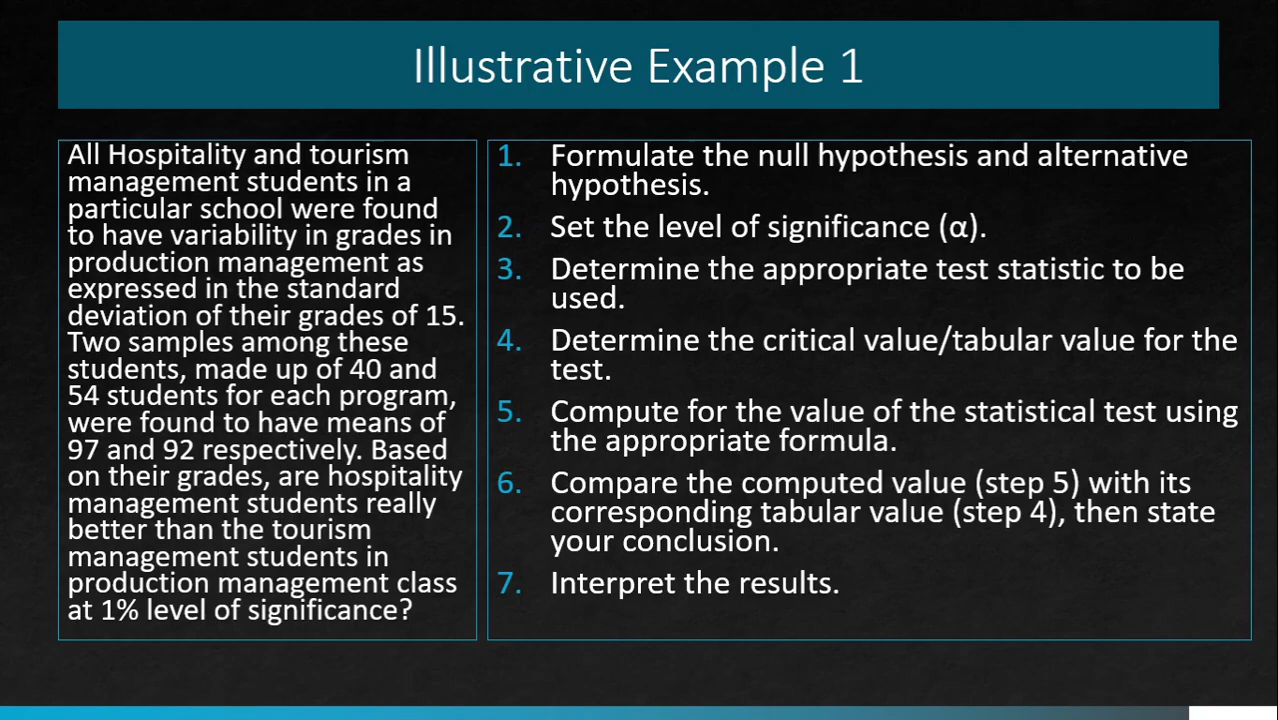 Illustrative Example 1
All Hospitality and tourism
management students in a
particular school were found
to have variability in grades in
production management as
expressed in the standard
deviation of their grades of 15.
Two samples among these
students, made up of 40 and
54 students for each program,
were found to have means of
97 and 92 respectively. Based
on their grades, are hospitality
management students really
better than the tourism
management students in
production management class
at 1% level of significance?
1. Formulate the null hypothesis and alternative
hypothesis.
2. Set the level of significance (α).
3. Determine the appropriate test statistic to be
used.
4. Determine the critical value/tabular value for the
test.
5. Compute for the value of the statistical test using
the appropriate formula.
6. Compare the computed value (step 5) with its
corresponding tabular value (step 4), then state
your conclusion.
7. Interpret the results.